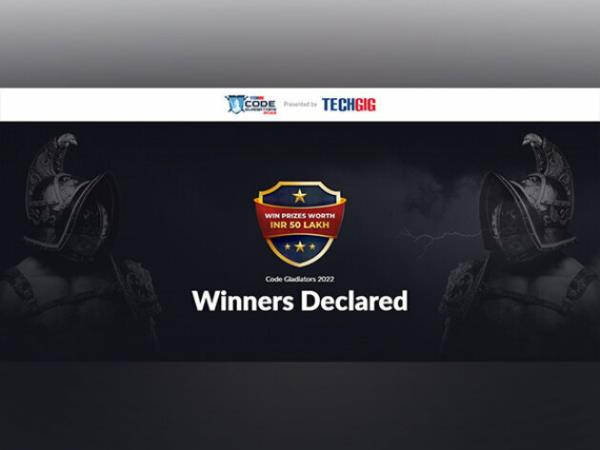 CODE
Presented by TECHGIG
WIN PRIZES WORTH
INR 50 LAKH
Code Gladiators 2022
Winners Declared